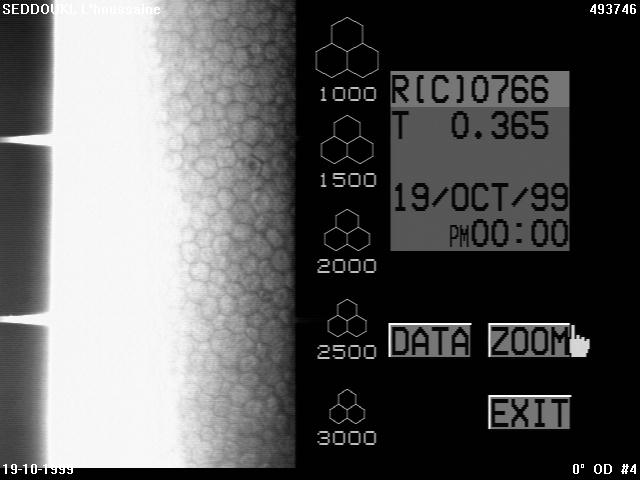 SEDDOUKI, L'houssaine
493746
1000
1500
2000
2500
3000
R[C]0766
T 0.365
19/OCT/99
PM00:00
DATA ZOOM
EXIT
19-10-1999
0° OD #4